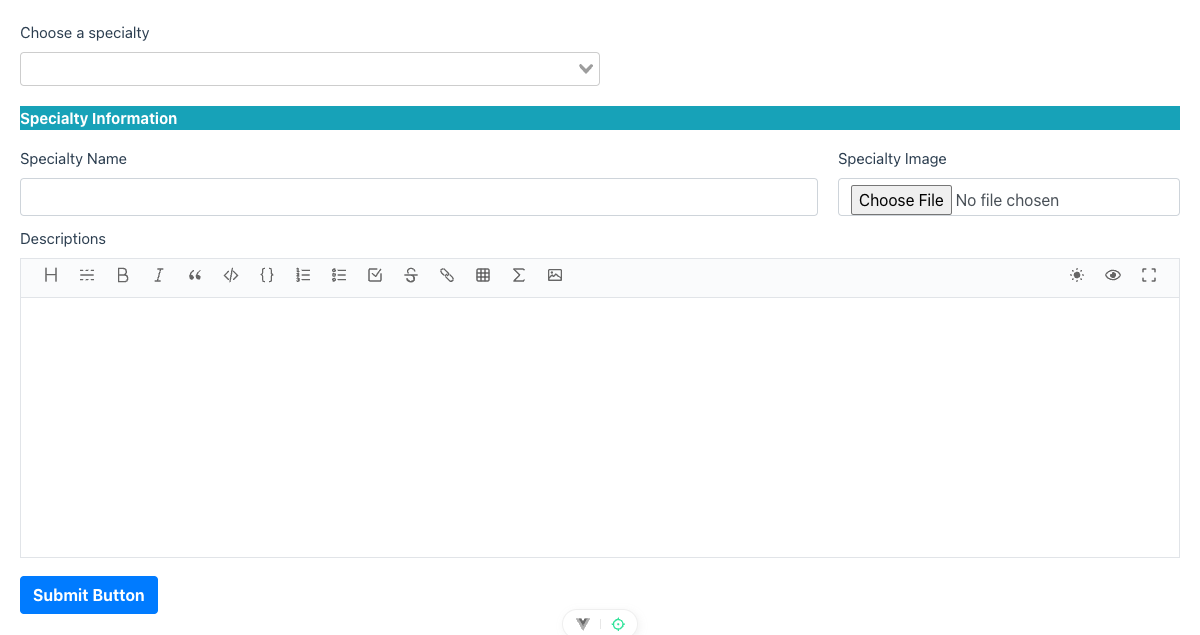 Choose a specialty
Specialty Information
Specialty Name
Specialty Image
Choose File No file chosen
Descriptions
Submit Button